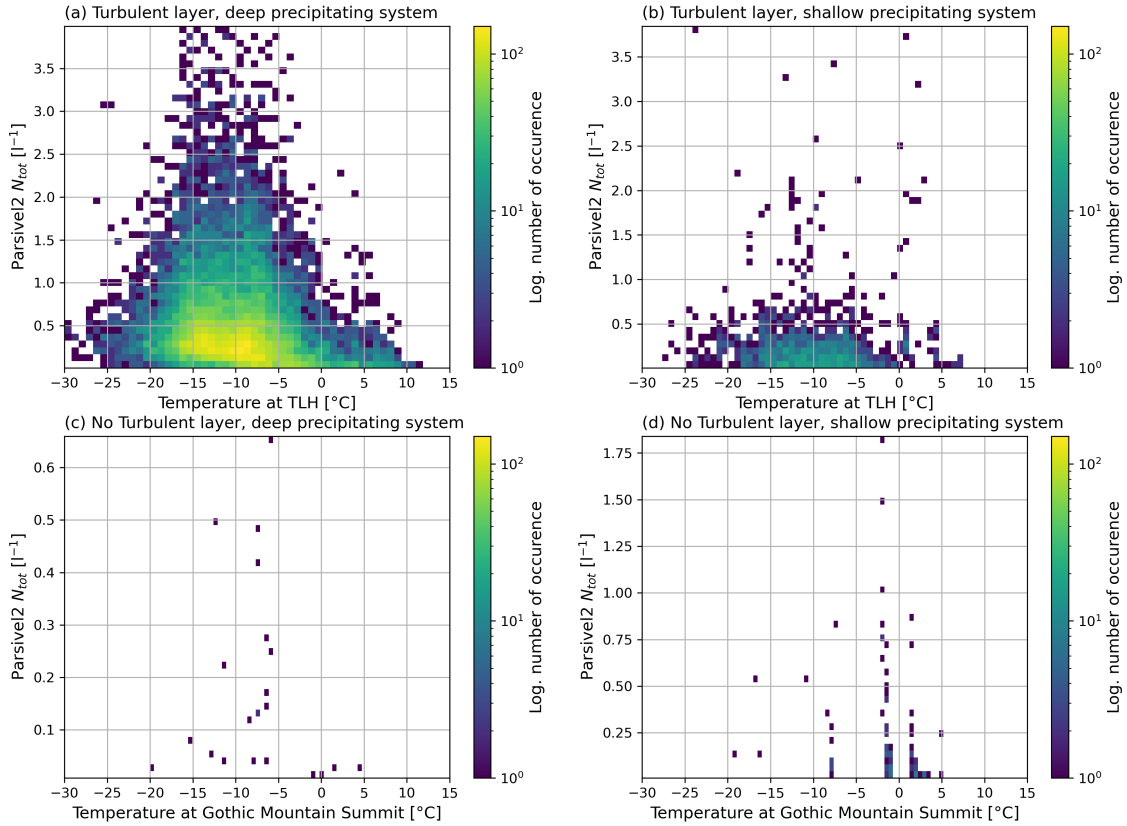 (a) Turbulent layer, deep precipitating system
Parsivel2 N_tot [l⁻¹]
3.5
3.0
2.5
2.0
1.5
1.0
0.5
−30 −25 −20 −15 −10 −5 0 5 10 15
Temperature at TLH [°C]
10²
10¹
10⁰
Log. number of occurence
(b) Turbulent layer, shallow precipitating system
Parsivel2 N_tot [l⁻¹]
3.5
3.0
2.5
2.0
1.5
1.0
0.5
−30 −25 −20 −15 −10 −5 0 5 10 15
Temperature at TLH [°C]
10²
10¹
10⁰
Log. number of occurence
(c) No Turbulent layer, deep precipitating system
Parsivel2 N_tot [l⁻¹]
0.6
0.5
0.4
0.3
0.2
0.1
−30 −25 −20 −15 −10 −5 0 5 10 15
Temperature at Gothic Mountain Summit [°C]
10²
10¹
10⁰
Log. number of occurence
(d) No Turbulent layer, shallow precipitating system
Parsivel2 N_tot [l⁻¹]
1.75
1.50
1.25
1.00
0.75
0.50
0.25
−30 −25 −20 −15 −10 −5 0 5 10 15
Temperature at Gothic Mountain Summit [°C]
10²
10¹
10⁰
Log. number of occurence